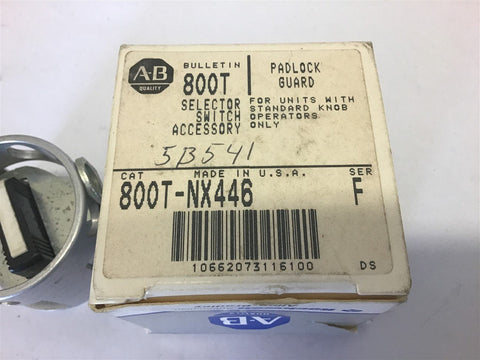 A-B
QUALITY
BULLETIN
800T
PADLOCK
GUARD
SELECTOR
SWITCH
ACCESSORY
FOR UNITS WITH
STANDARD KNOB
OPERATORS
ONLY
5B541
CAT MADE IN U.S.A. SER
800T-NX446 F
10662073116100 DS
A-B
QUALITY